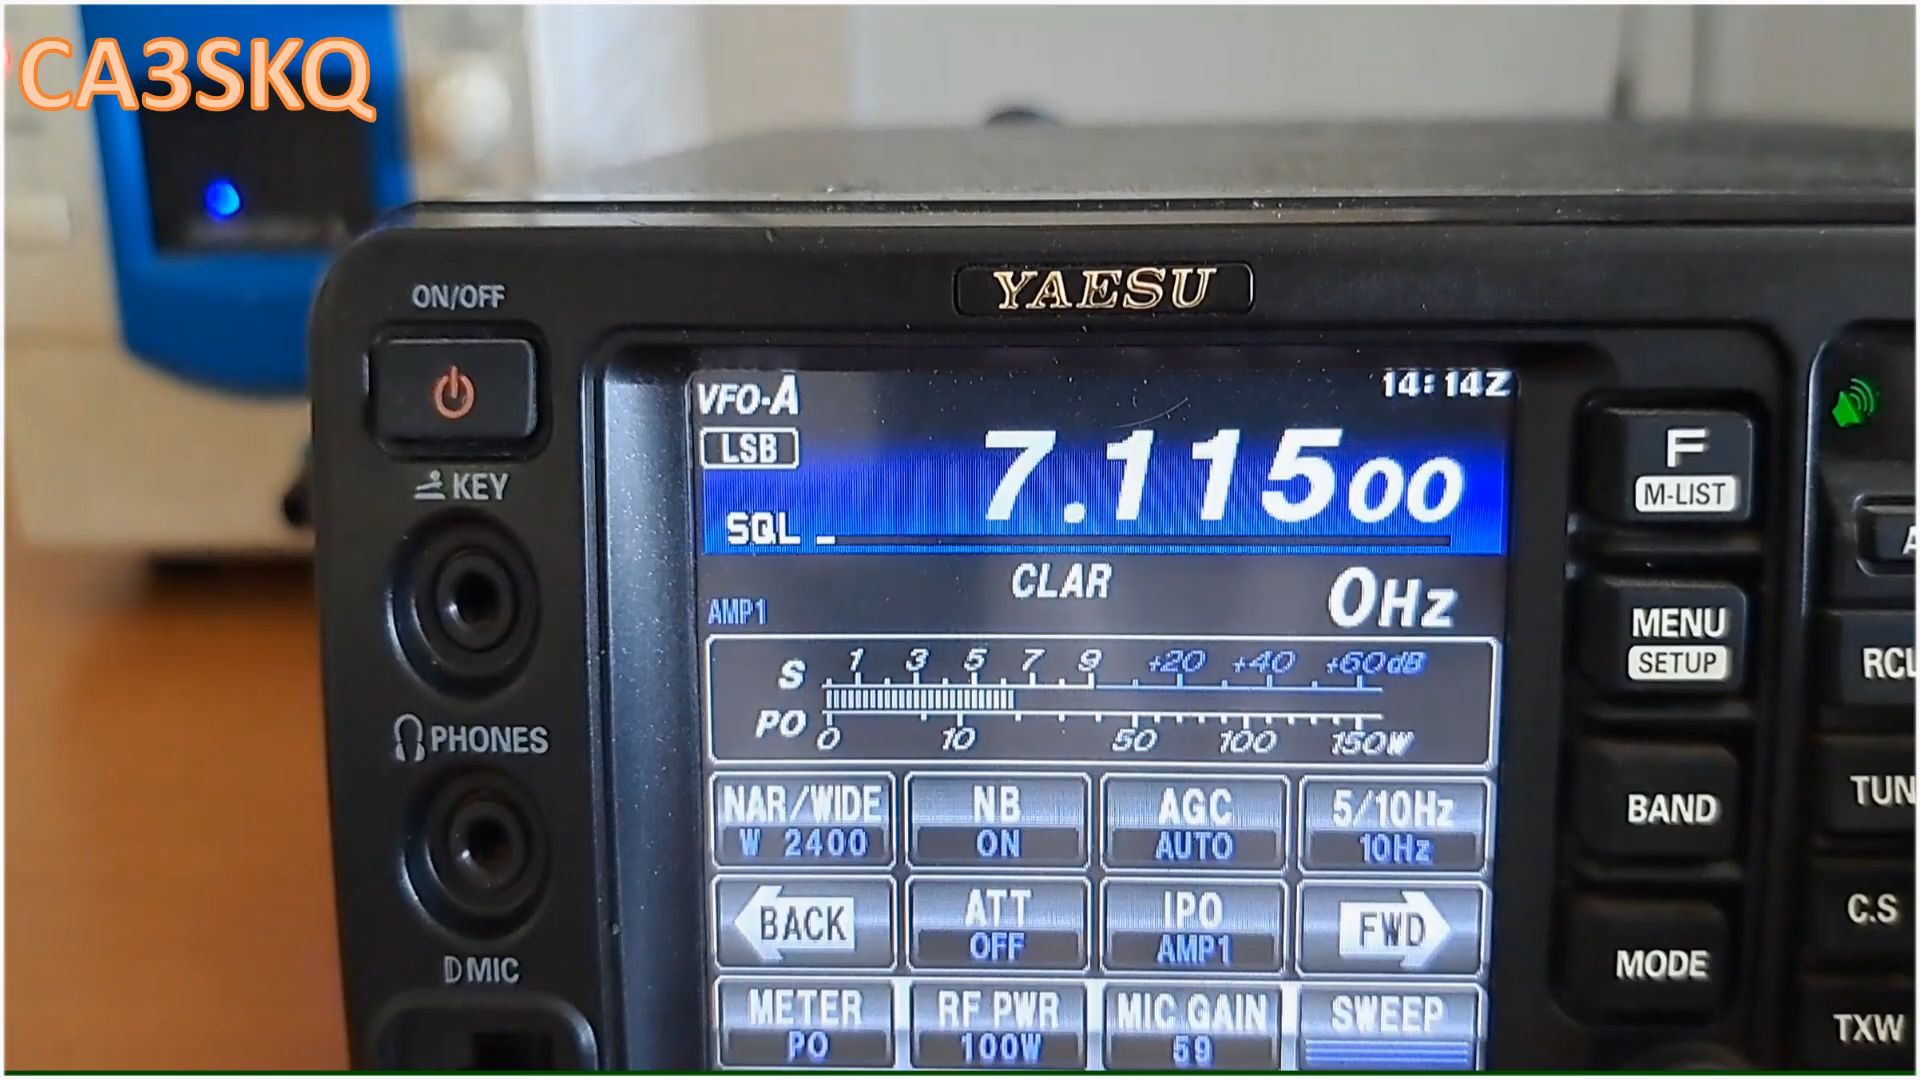 CA3SKQ
YAESU
ON/OFF
KEY
PHONES
MIC
VFO-A
14:14Z
LSB
7.11500
SQL
CLAR
0Hz
AMP1
S 1 3 5 7 9 +20 +40 +60dB
PO 0 10 50 100 150W
NAR/WIDE
W 2400
NB
ON
AGC
AUTO
5/10Hz
10Hz
BACK
ATT
OFF
IPO
AMP1
FWD
METER
PO
RF PWR
100W
MIC GAIN
59
SWEEP
F
M-LIST
MENU
SETUP
BAND
MODE
RCL
TUN
C.S
TXW